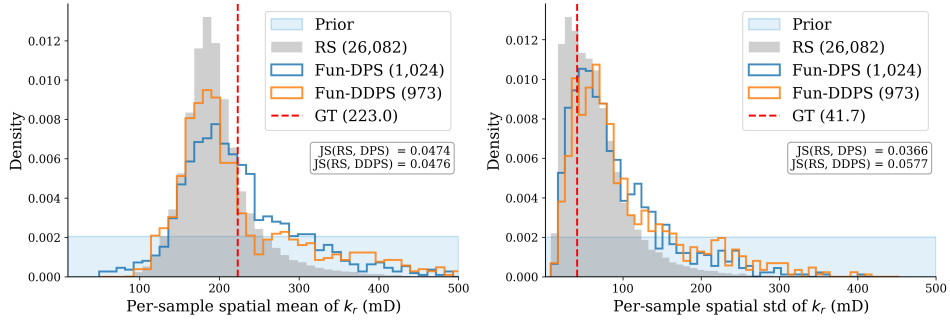 Prior
RS (26,082)
Fun-DPS (1,024)
Fun-DDPS (973)
GT (223.0)
JS(RS, DPS) = 0.0474
JS(RS, DDPS) = 0.0476
Density
0.012
0.010
0.008
0.006
0.004
0.002
0.000
100 200 300 400 500
Per-sample spatial mean of k_r (mD)
Prior
RS (26,082)
Fun-DPS (1,024)
Fun-DDPS (973)
GT (41.7)
JS(RS, DPS) = 0.0366
JS(RS, DDPS) = 0.0577
Density
0.012
0.010
0.008
0.006
0.004
0.002
0.000
100 200 300 400 500
Per-sample spatial std of k_r (mD)